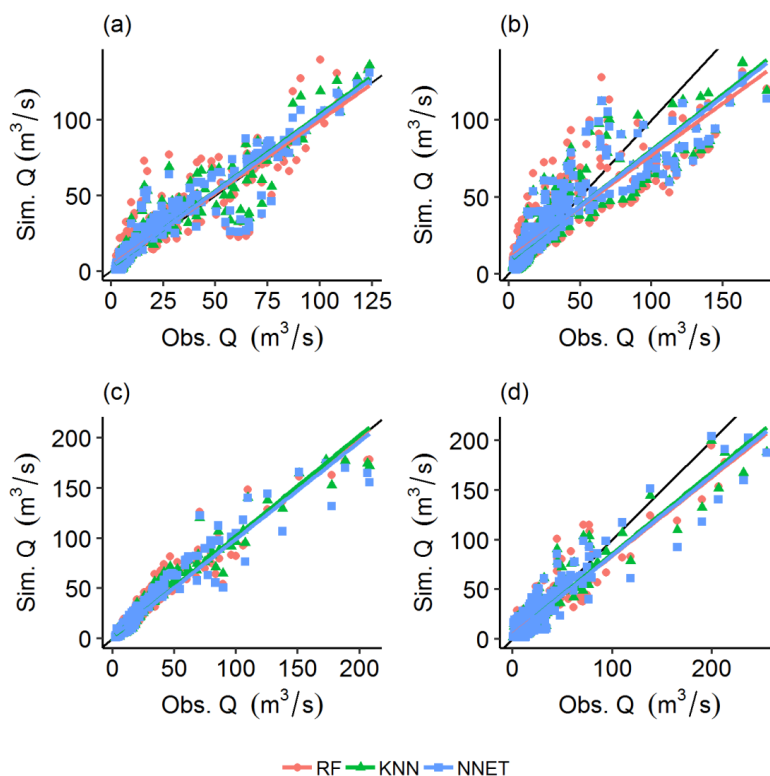 (a)
Sim. Q (m³/s)
100
50
0
0 25 50 75 100 125
Obs. Q (m³/s)
(b)
Sim. Q (m³/s)
100
50
0
0 50 100 150
Obs. Q (m³/s)
(c)
Sim. Q (m³/s)
200
150
100
50
0
0 50 100 150 200
Obs. Q (m³/s)
(d)
Sim. Q (m³/s)
200
150
100
50
0
0 100 200
Obs. Q (m³/s)
RF KNN NNET